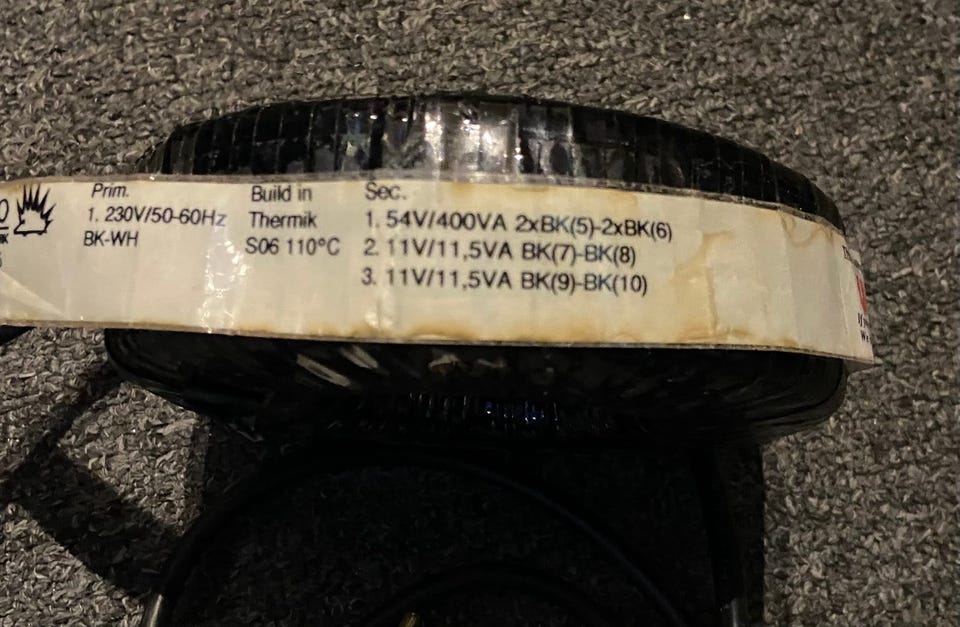 Prim.
1. 230V/50-60Hz
BK-WH
Build in
Thermik
S06 110°C
Sec.
1. 54V/400VA 2xBK(5)-2xBK(6)
2. 11V/11,5VA BK(7)-BK(8)
3. 11V/11,5VA BK(9)-BK(10)